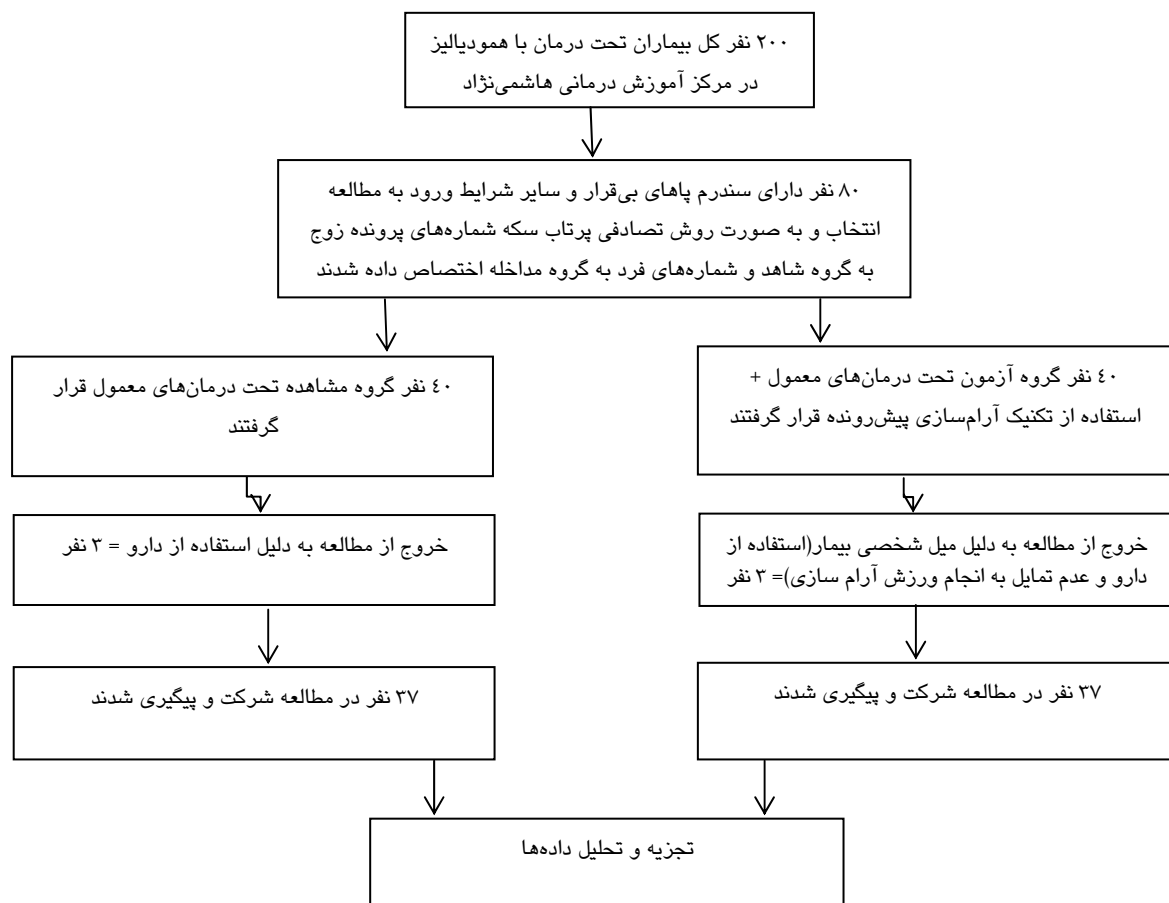 ۲۰۰ نفر کل بیماران تحت درمان با همودیالیز
در مرکز آموزش درمانی هاشمی‌نژاد
۸۰ نفر دارای سندرم پاهای بی‌قرار و سایر شرایط ورود به مطالعه
انتخاب و به صورت روش تصادفی پرتاب سکه شماره‌های پرونده زوج
به گروه شاهد و شماره‌های فرد به گروه مداخله اختصاص داده شدند
٤٠ نفر گروه آزمون تحت درمان‌های معمول +
استفاده از تکنیک آرام‌سازی پیش‌رونده قرار گرفتند
٤٠ نفر گروه مشاهده تحت درمان‌های معمول قرار
گرفتند
خروج از مطالعه به دلیل میل شخصی بیمار(استفاده از
دارو و عدم تمایل به انجام ورزش آرام سازی)= ۳ نفر
خروج از مطالعه به دلیل استفاده از دارو = ۳ نفر
۳۷ نفر در مطالعه شرکت و پیگیری شدند
۳۷ نفر در مطالعه شرکت و پیگیری شدند
تجزیه و تحلیل داده‌ها